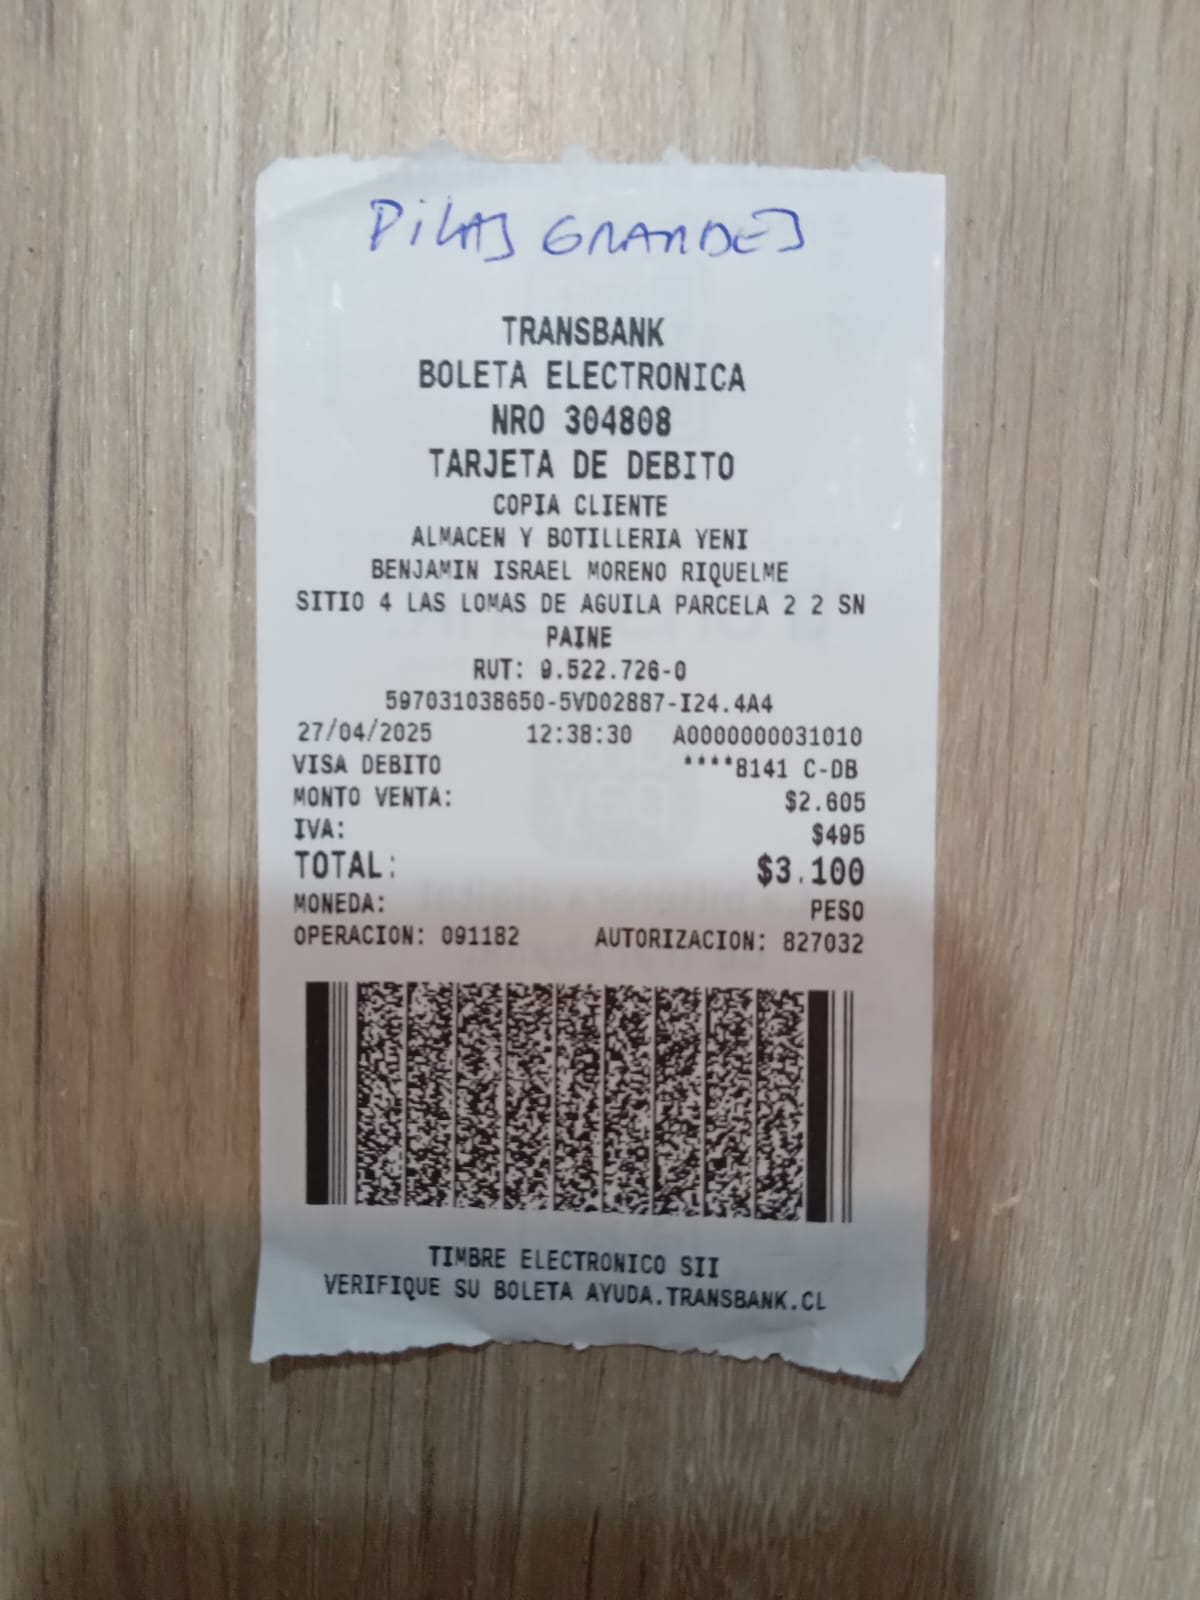 PILAS GRANDES
TRANSBANK
BOLETA ELECTRONICA
NRO 304808
TARJETA DE DEBITO
COPIA CLIENTE
ALMACEN Y BOTILLERIA YENI
BENJAMIN ISRAEL MORENO RIQUELME
SITIO 4 LAS LOMAS DE AGUILA PARCELA 2 2 SN
PAINE
RUT: 9.522.726-0
597031038650-5VD02887-I24.4A4
27/04/2025 12:38:30 A0000000031010
VISA DEBITO ****8141 C-DB
MONTO VENTA: $2.605
IVA: $495
TOTAL: $3.100
MONEDA: PESO
OPERACION: 091182 AUTORIZACION: 827032
TIMBRE ELECTRONICO SII
VERIFIQUE SU BOLETA AYUDA.TRANSBANK.CL